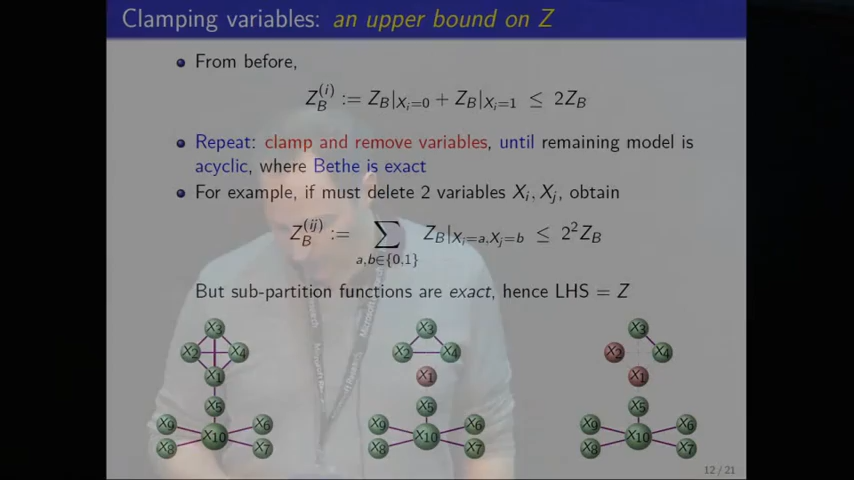 Clamping variables: an upper bound on Z
From before,
Z_B^{(i)} := Z_B|_{X_i=0} + Z_B|_{X_i=1} ≤ 2Z_B
Repeat: clamp and remove variables, until remaining model is
acyclic, where Bethe is exact
For example, if must delete 2 variables X_i, X_j, obtain
Z_B^{(ij)} := ∑_{a,b∈{0,1}} Z_B|_{X_i=a,X_j=b} ≤ 2^2 Z_B
But sub-partition functions are exact, hence LHS = Z
X3 X3 X3
X2 X4 X2 X4 X2 X4
X1 X1 X1
X5 X5 X5
X9 X6 X9 X6 X9 X6
X10 X10 X10
X8 X7 X8 X7 X8 X7
12 / 21